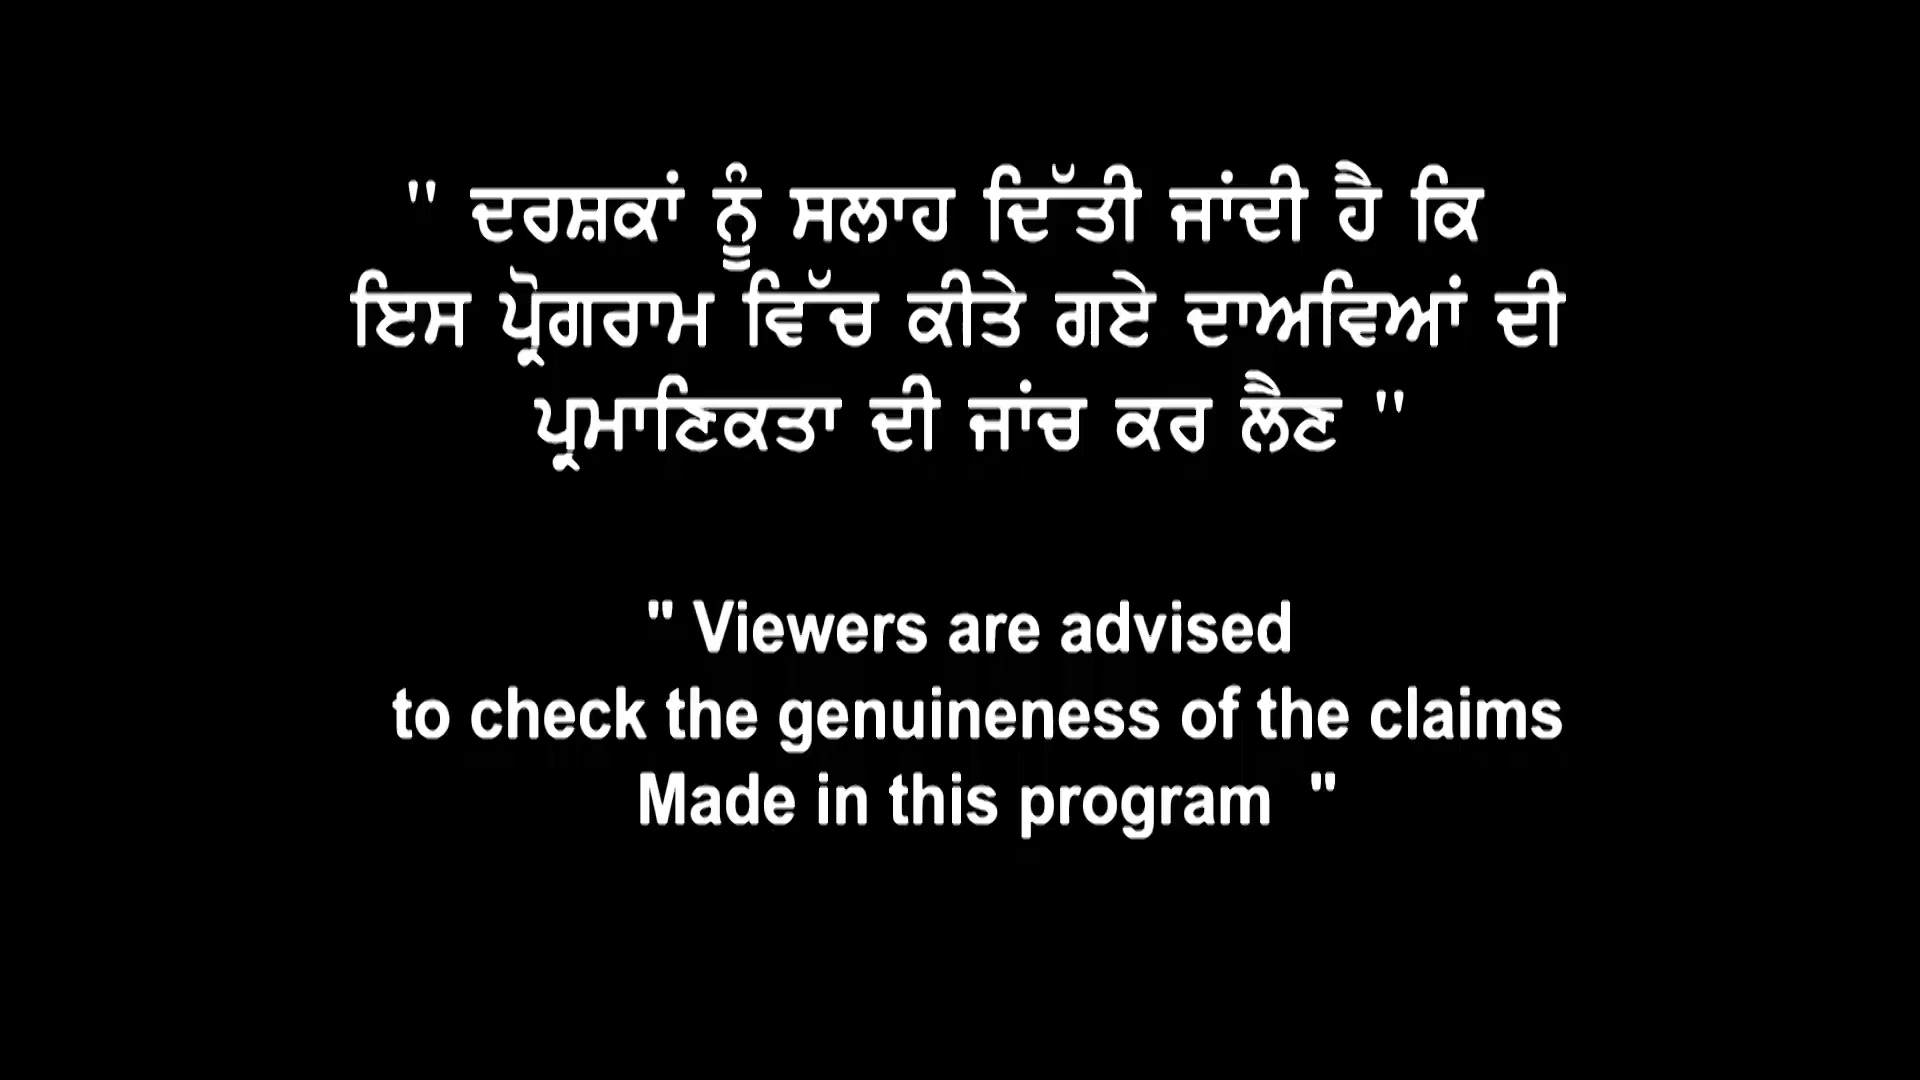 " ਦਰਸ਼ਕਾਂ ਨੂੰ ਸਲਾਹ ਦਿੱਤੀ ਜਾਂਦੀ ਹੈ ਕਿ
ਇਸ ਪ੍ਰੋਗਰਾਮ ਵਿੱਚ ਕੀਤੇ ਗਏ ਦਾਅਵਿਆਂ ਦੀ
ਪ੍ਰਮਾਣਿਕਤਾ ਦੀ ਜਾਂਚ ਕਰ ਲੈਣ "
" Viewers are advised
to check the genuineness of the claims
Made in this program "